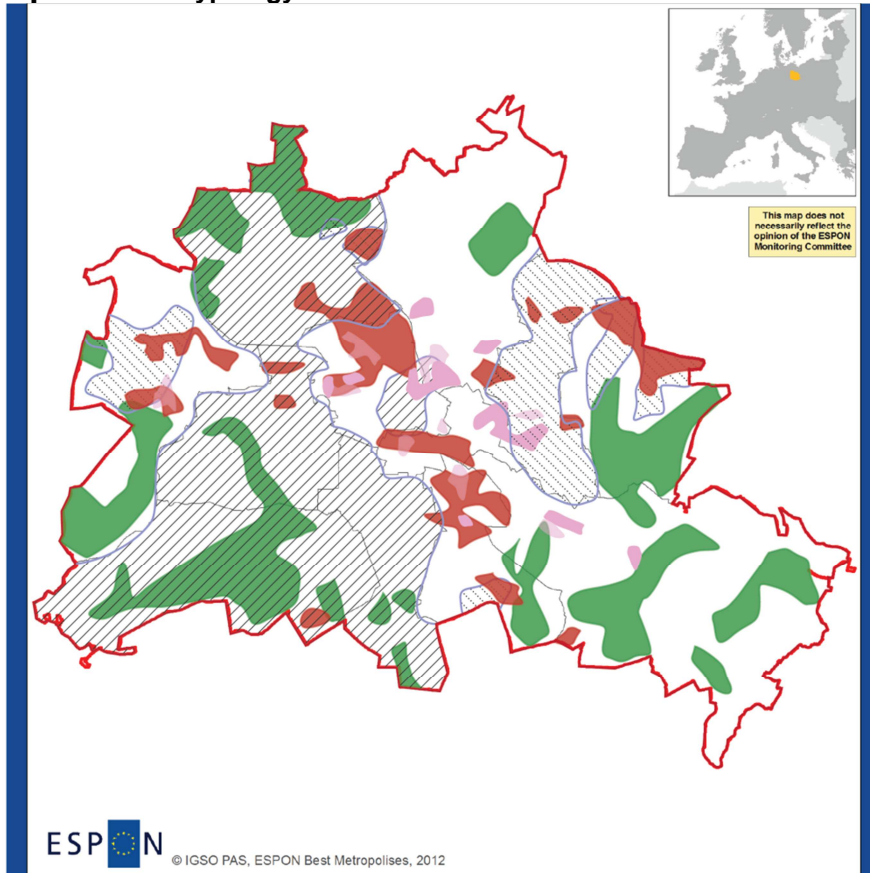 This map does not
necessarily reflect the
opinion of the ESPON
Monitoring Committee
ESPON
© IGSO PAS, ESPON Best Metropolises, 2012